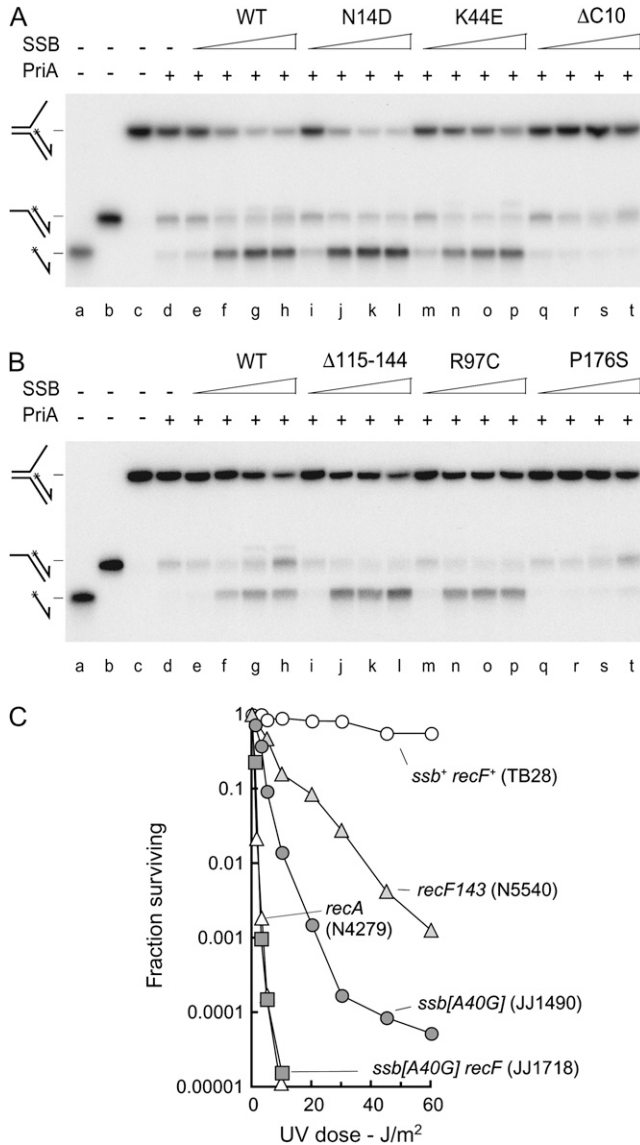 A
WT N14D K44E ΔC10
SSB - - - -
PriA - - - + + + + + + + + + + + + + + + + +
* 
* 
* 
a b c d e f g h i j k l m n o p q r s t
B
WT Δ115-144 R97C P176S
SSB - - - -
PriA - - - + + + + + + + + + + + + + + + + +
* 
* 
* 
a b c d e f g h i j k l m n o p q r s t
C
1
ssb+ recF+ (TB28)
0.1
0.01
recF143 (N5540)
recA
(N4279)
0.001
0.0001
ssb[A40G] (JJ1490)
ssb[A40G] recF (JJ1718)
0.00001
0 20 40 60
Fraction surviving
UV dose - J/m²